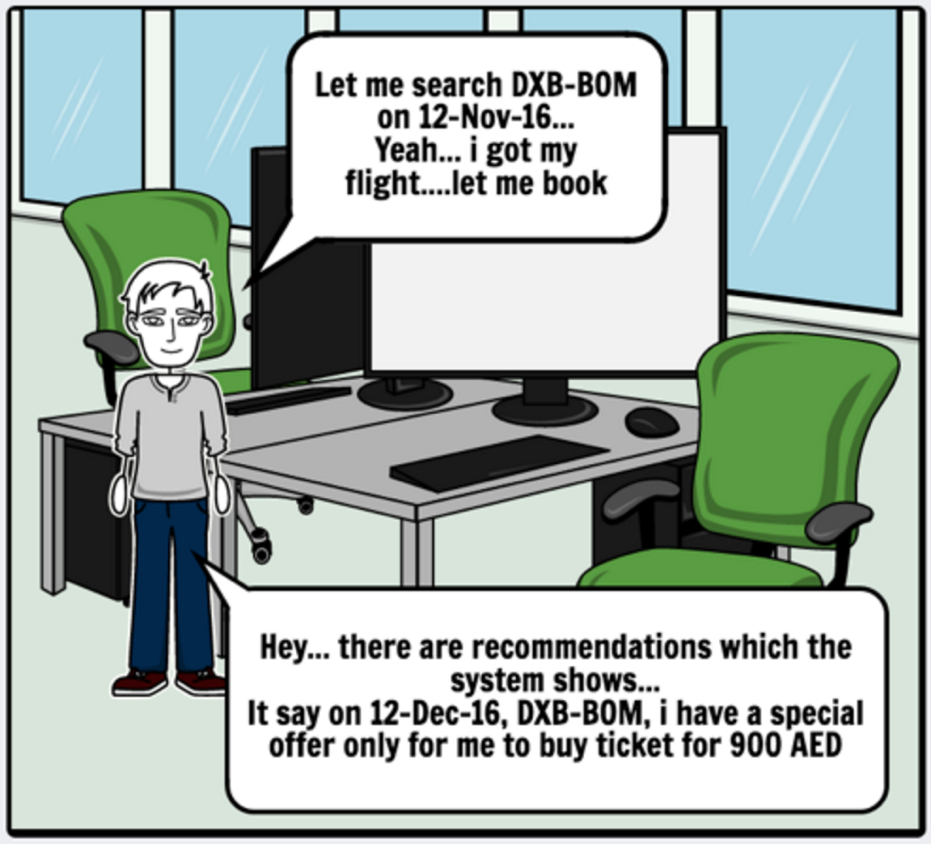 Let me search DXB-BOM
on 12-Nov-16...
Yeah... i got my
flight....let me book
Hey... there are recommendations which the
system shows...
It say on 12-Dec-16, DXB-BOM, i have a special
offer only for me to buy ticket for 900 AED